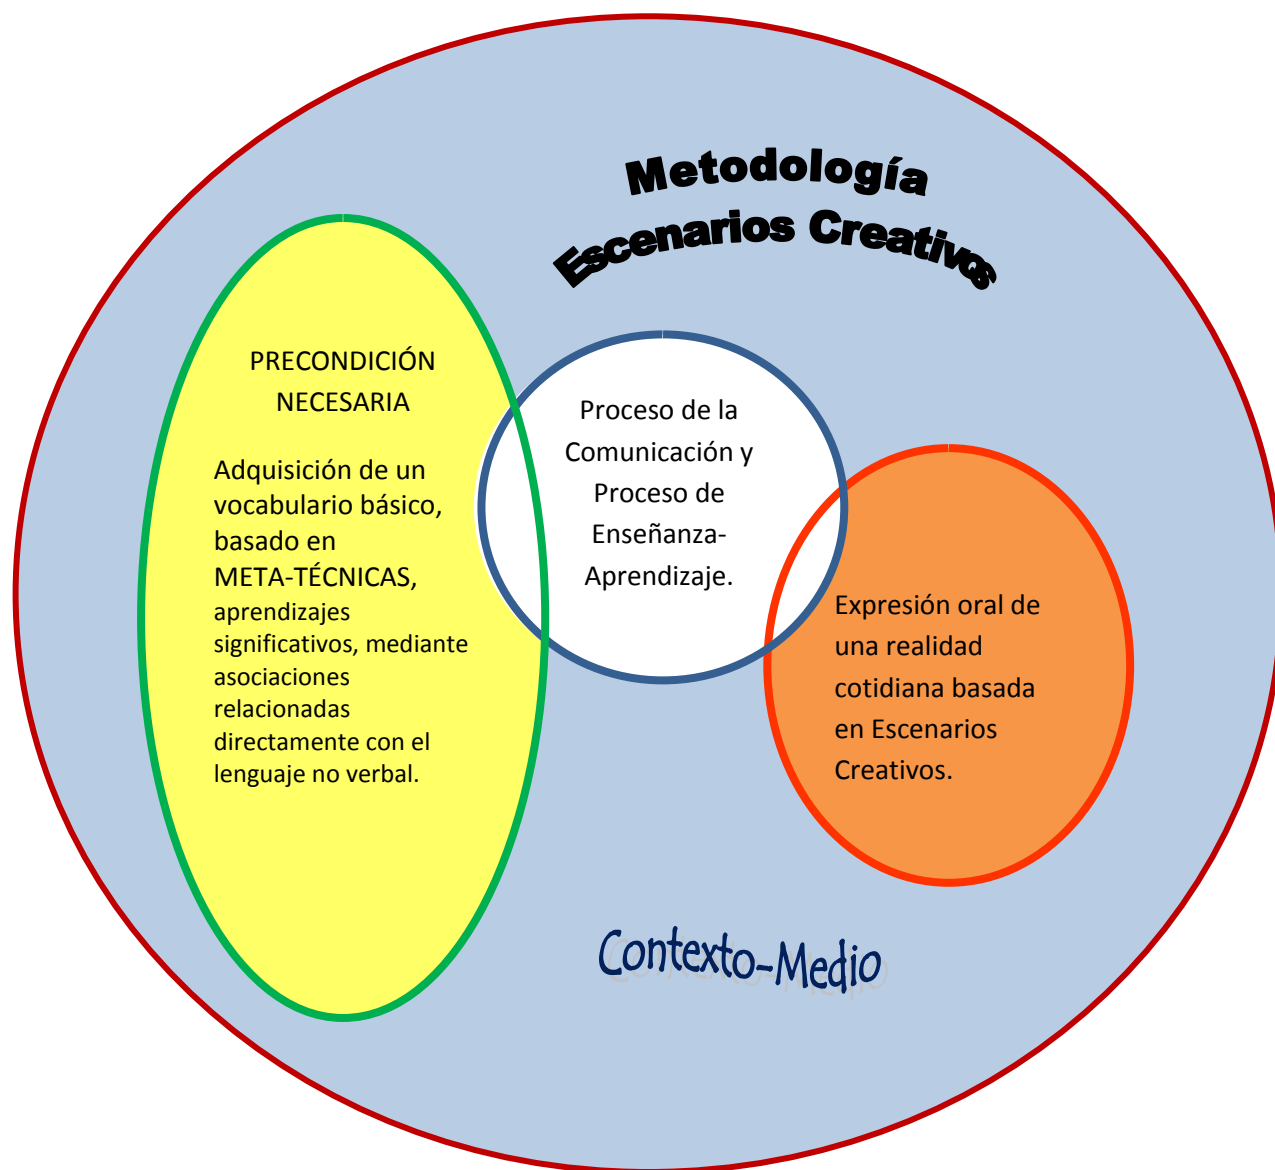 Metodología
Escenarios Creativos
PRECONDICIÓN
NECESARIA
Adquisición de un
vocabulario básico,
basado en
META-TÉCNICAS,
aprendizajes
significativos, mediante
asociaciones
relacionadas
directamente con el
lenguaje no verbal.
Proceso de la
Comunicación y
Proceso de
Enseñanza-
Aprendizaje.
Expresión oral de
una realidad
cotidiana basada
en Escenarios
Creativos.
Contexto-Medio